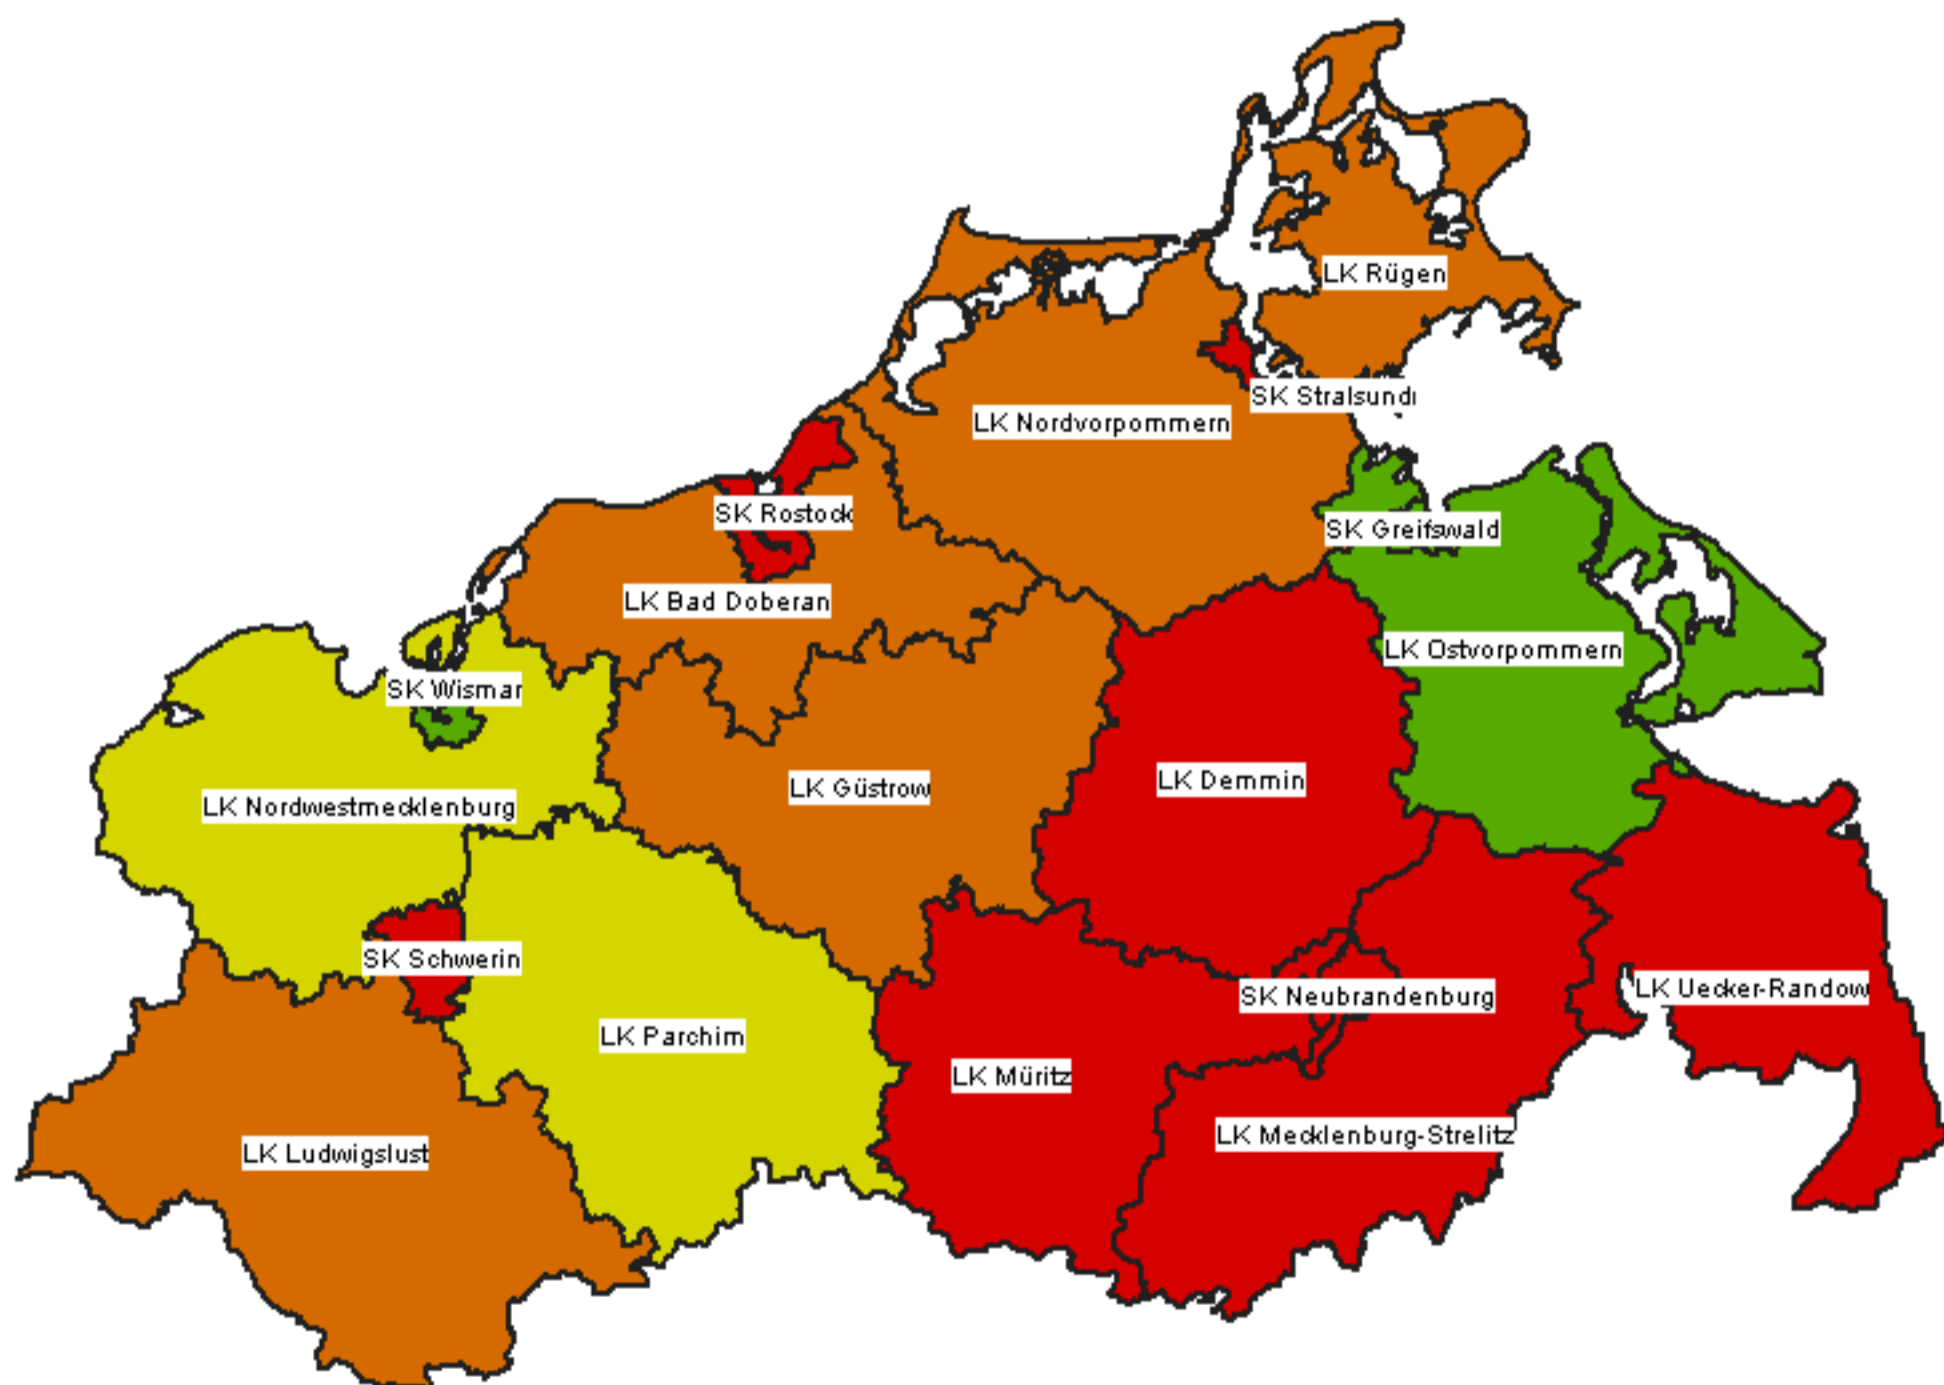 LK Rügen
SK Stralsund
LK Nordvorpommern
SK Rostock
SK Greifswald
LK Bad Doberan
LK Ostvorpommern
SK Wismar
LK Demmin
LK Güstrow
LK Nordwestmecklenburg
SK Schwerin
LK Uecker-Randow
SK Neubrandenburg
LK Parchim
LK Müritz
LK Mecklenburg-Strelitz
LK Ludwigslust